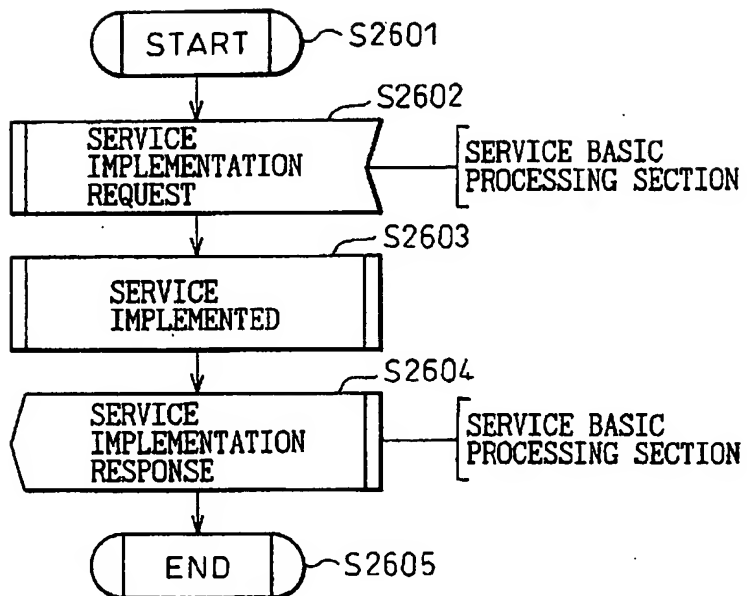 START
S2601
S2602
SERVICE
IMPLEMENTATION
REQUEST
SERVICE BASIC
PROCESSING SECTION
S2603
SERVICE
IMPLEMENTED
S2604
SERVICE
IMPLEMENTATION
RESPONSE
SERVICE BASIC
PROCESSING SECTION
END
S2605